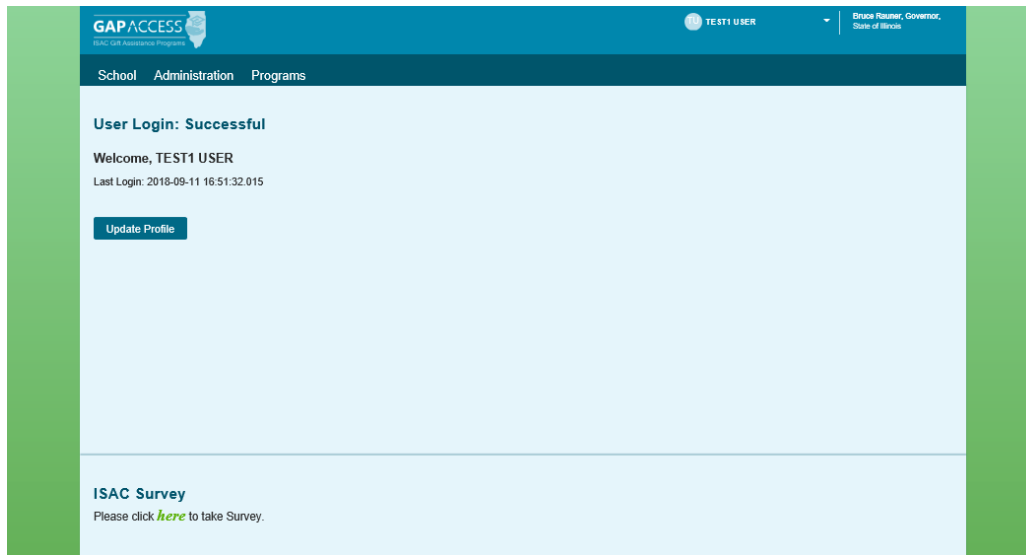 GAP ACCESS
ISAC Gift Assistance Programs
TU TEST1 USER
Bruce Rauner, Governor,
State of Illinois
School Administration Programs
User Login: Successful
Welcome, TEST1 USER
Last Login: 2018-09-11 16:51:32.015
Update Profile
ISAC Survey
Please click here to take Survey.